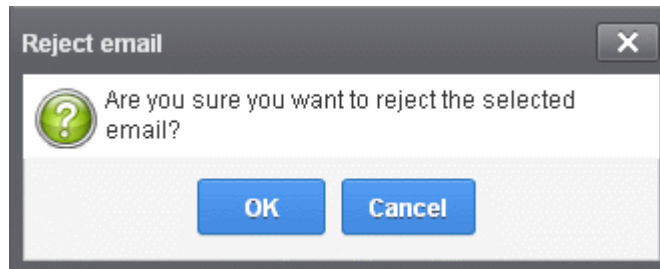 Reject email
Are you sure you want to reject the selected
email?
OK
Cancel